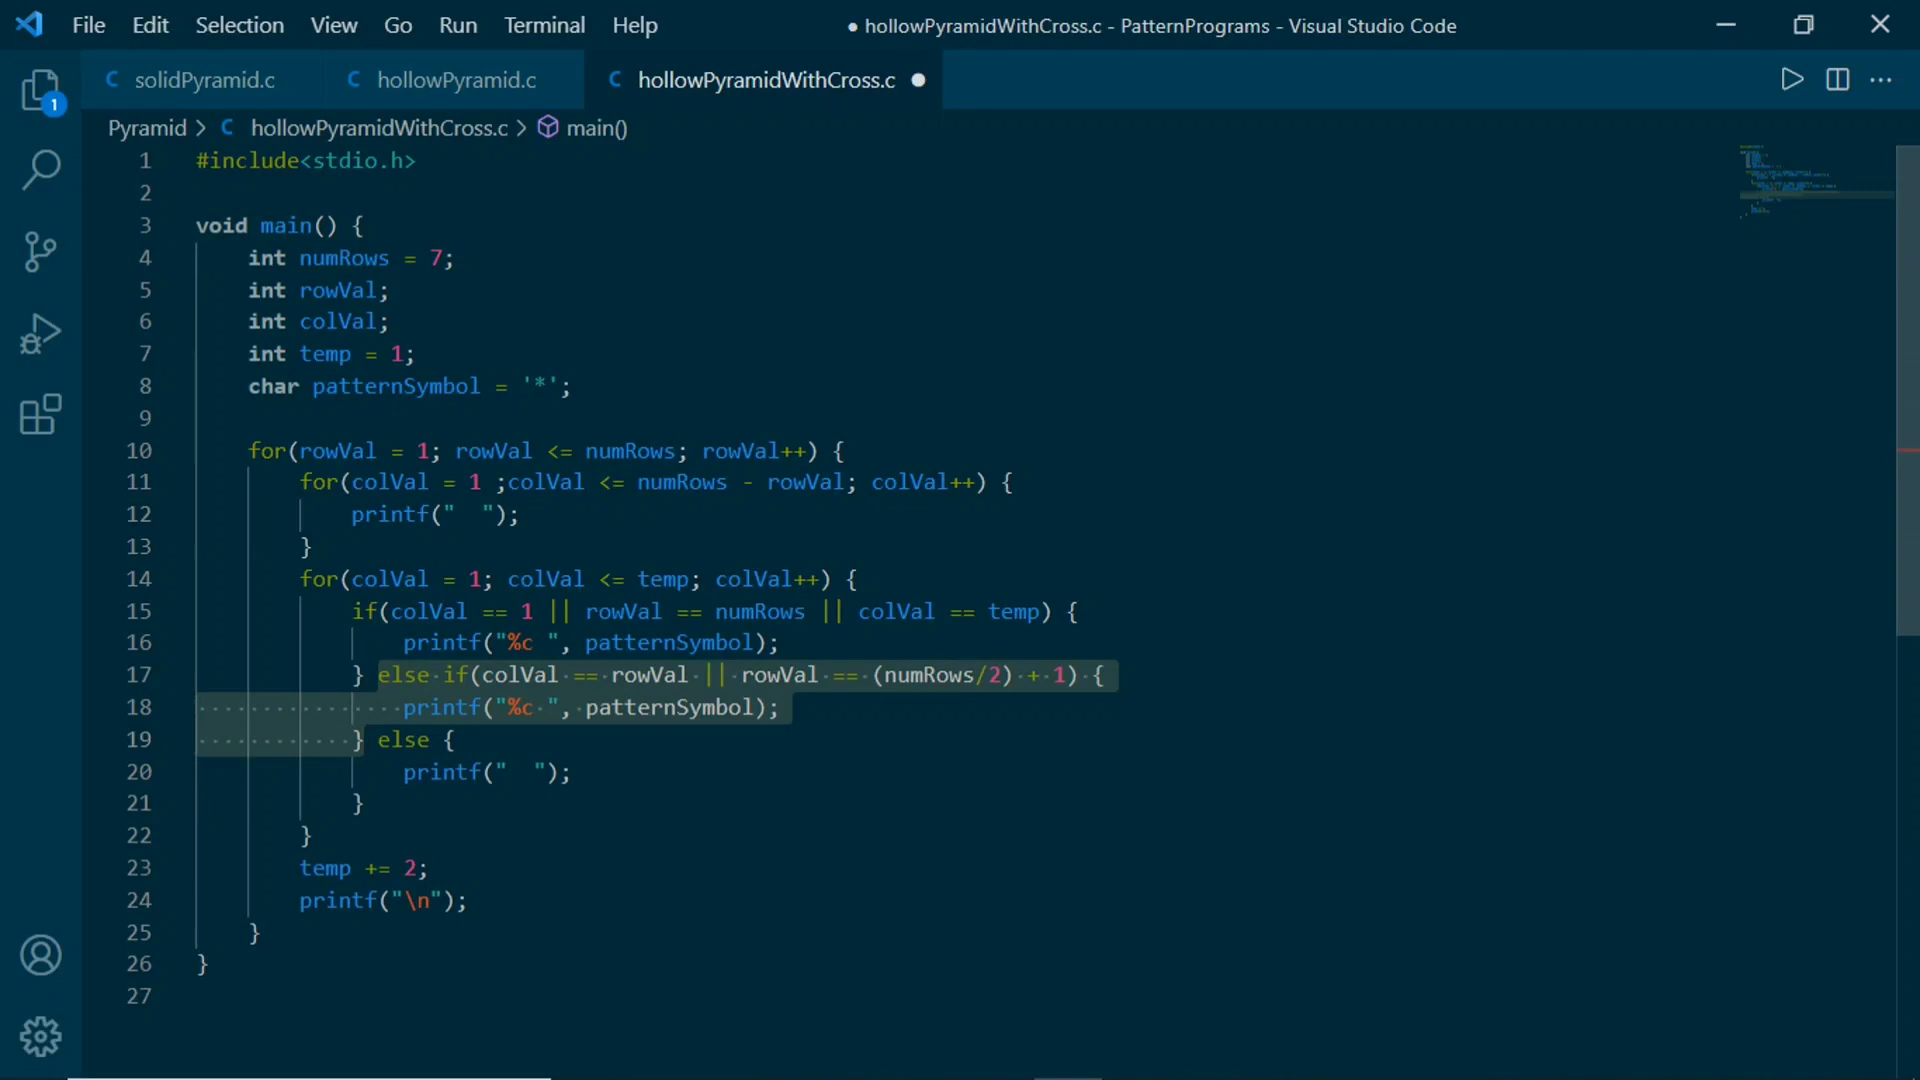 File Edit Selection View Go Run Terminal Help ● hollowPyramidWithCross.c - PatternPrograms - Visual Studio Code
C solidPyramid.c C hollowPyramid.c C hollowPyramidWithCross.c ●
1
Pyramid > C hollowPyramidWithCross.c > main()
1 #include<stdio.h>
2
3 void main() {
4     int numRows = 7;
5     int rowVal;
6     int colVal;
7     int temp = 1;
8     char patternSymbol = '*';
9
10     for(rowVal = 1; rowVal <= numRows; rowVal++) {
11         for(colVal = 1 ;colVal <= numRows - rowVal; colVal++) {
12             printf("  ");
13         }
14         for(colVal = 1; colVal <= temp; colVal++) {
15             if(colVal == 1 || rowVal == numRows || colVal == temp) {
16                 printf("%c ", patternSymbol);
17             } else if(colVal == rowVal || rowVal == (numRows/2) + 1) {
18                 printf("%c ", patternSymbol);
19             } else {
20                 printf("  ");
21             }
22         }
23         temp += 2;
24         printf("\n");
25     }
26 }
27